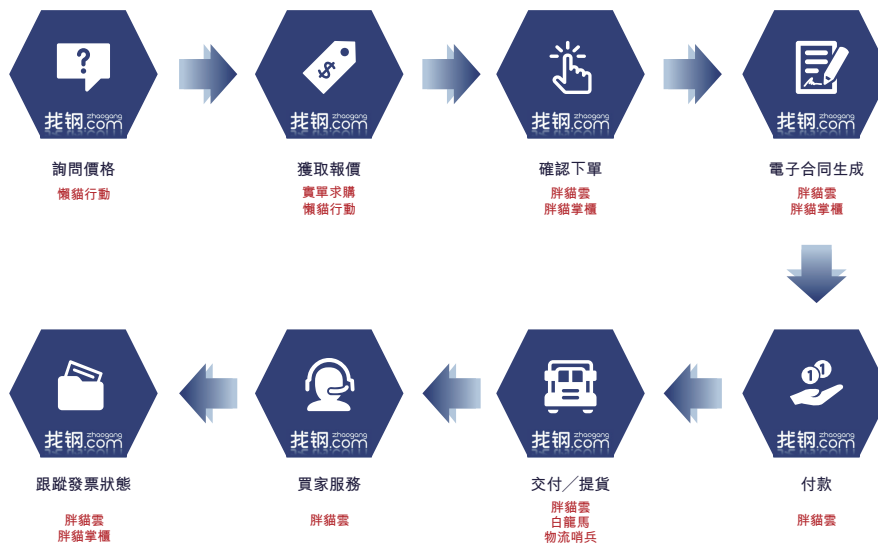 ?
$
找钢 zhaogang
.com
詢問價格
懶貓行動
找钢 zhaogang
.com
獲取報價
實單求購
懶貓行動
找钢 zhaogang
.com
確認下單
胖貓雲
胖貓掌櫃
找钢 zhaogang
.com
電子合同生成
胖貓雲
胖貓掌櫃
1 1
找钢 zhaogang
.com
付款
胖貓雲
找钢 zhaogang
.com
交付／提貨
胖貓雲
白龍馬
物流哨兵
找钢 zhaogang
.com
買家服務
胖貓雲
找钢 zhaogang
.com
跟蹤發票狀態
胖貓雲
胖貓掌櫃